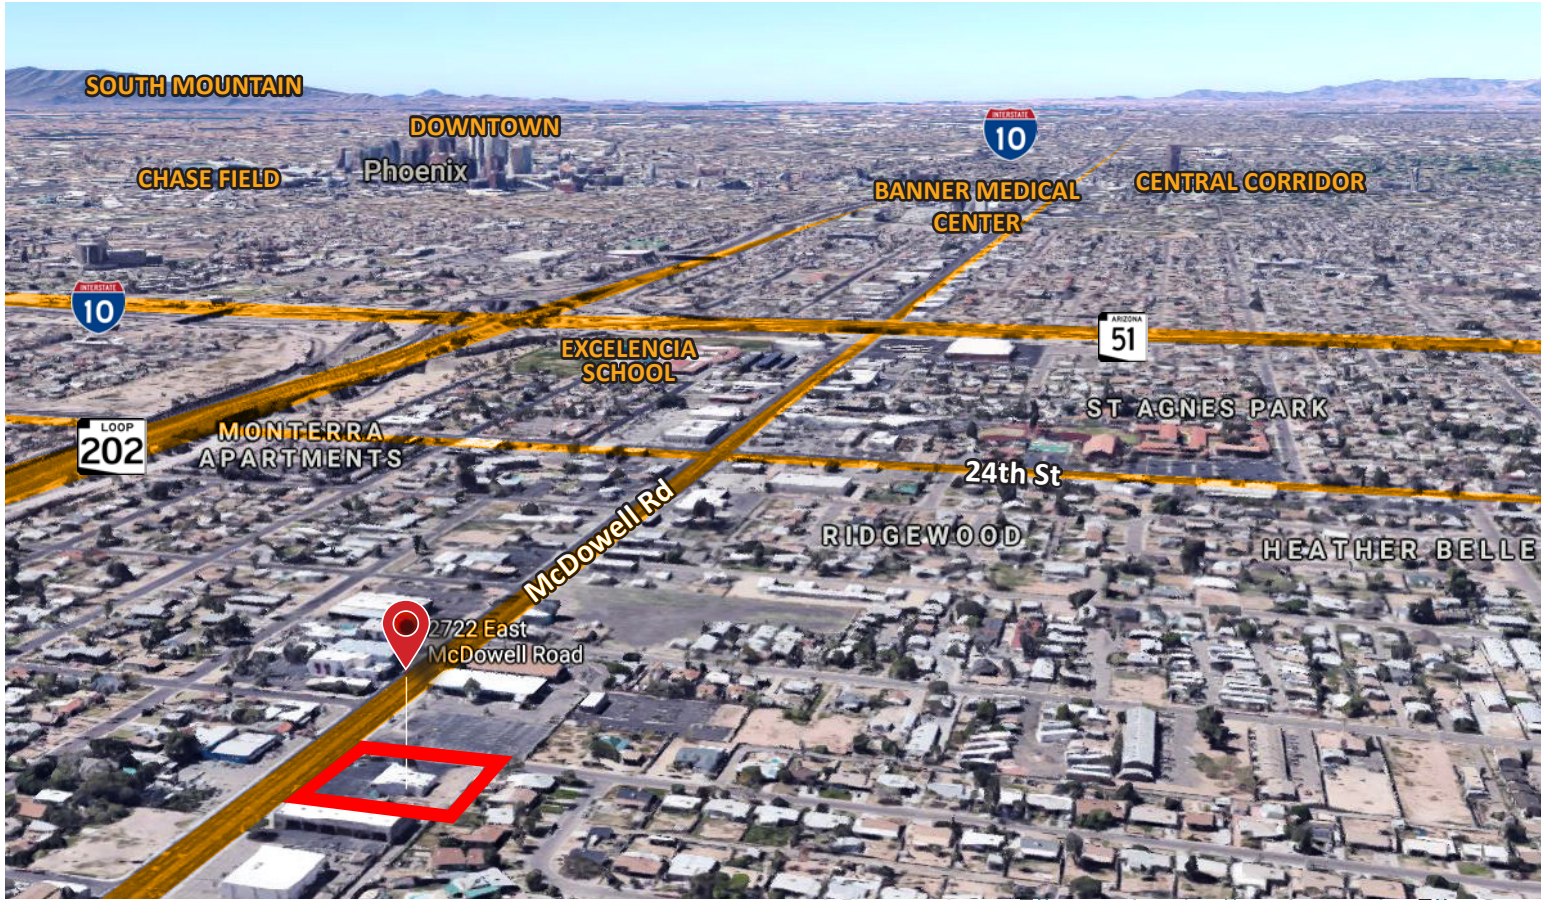 SOUTH MOUNTAIN
DOWNTOWN
INTERSTATE
10
Phoenix
CHASE FIELD
BANNER MEDICAL
CENTER
CENTRAL CORRIDOR
INTERSTATE
10
ARIZONA
51
EXCELENCIA
SCHOOL
ST AGNES PARK
LOOP
202
MONTERRA
APARTMENTS
24th St
McDowell Rd
RIDGEWOOD
HEATHER BELLE
2722 East
McDowell Road